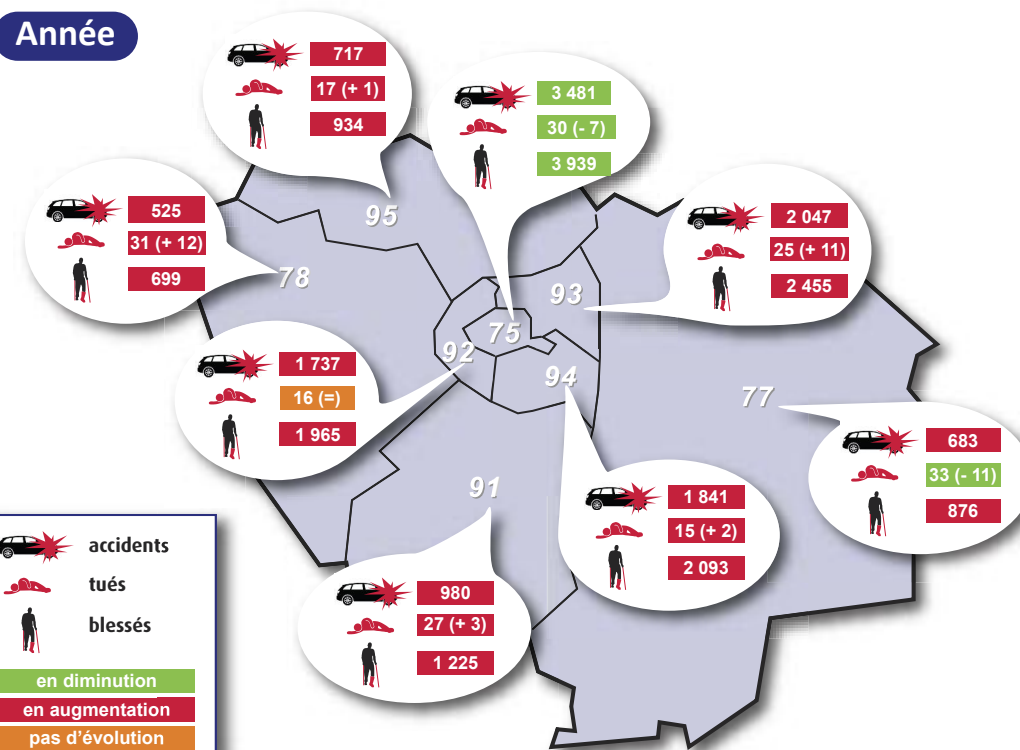 Année
717
17 (+ 1)
934
3 481
30 (- 7)
3 939
525
31 (+ 12)
699
2 047
25 (+ 11)
2 455
95
78
93
75
92
94
77
91
1 737
16 (=)
1 965
683
33 (- 11)
876
1 841
15 (+ 2)
2 093
980
27 (+ 3)
1 225
accidents
tués
blessés
en diminution
en augmentation
pas d'évolution